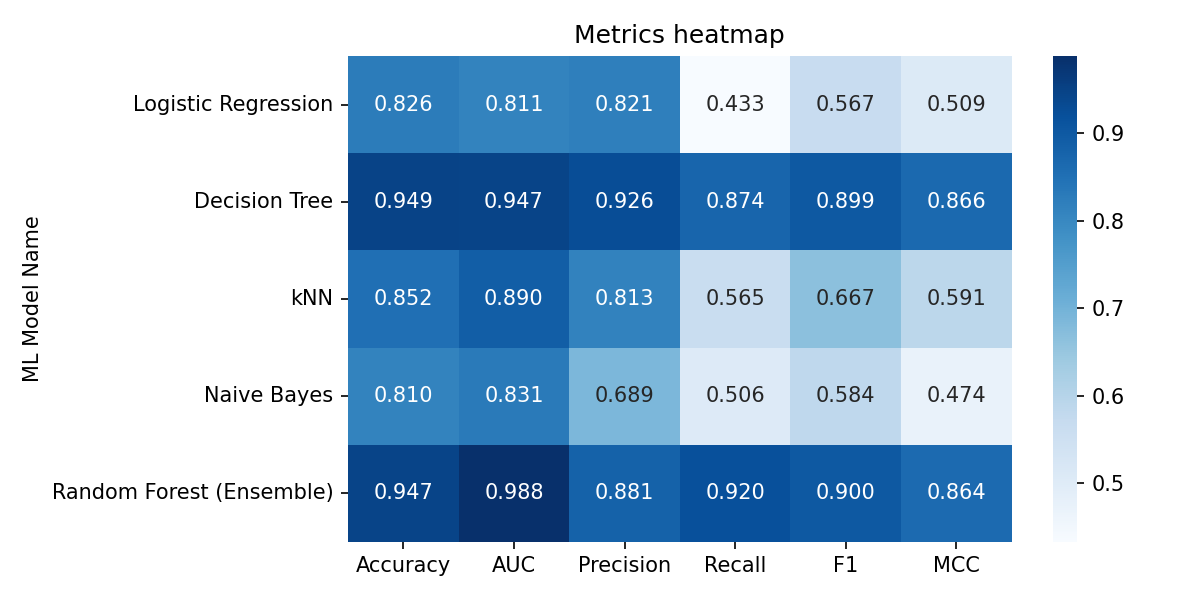 Metrics heatmap
ML Model Name
Logistic Regression 0.826 0.811 0.821 0.433 0.567 0.509
Decision Tree 0.949 0.947 0.926 0.874 0.899 0.866
kNN 0.852 0.890 0.813 0.565 0.667 0.591
Naive Bayes 0.810 0.831 0.689 0.506 0.584 0.474
Random Forest (Ensemble) 0.947 0.988 0.881 0.920 0.900 0.864
Accuracy AUC Precision Recall F1 MCC
0.9
0.8
0.7
0.6
0.5